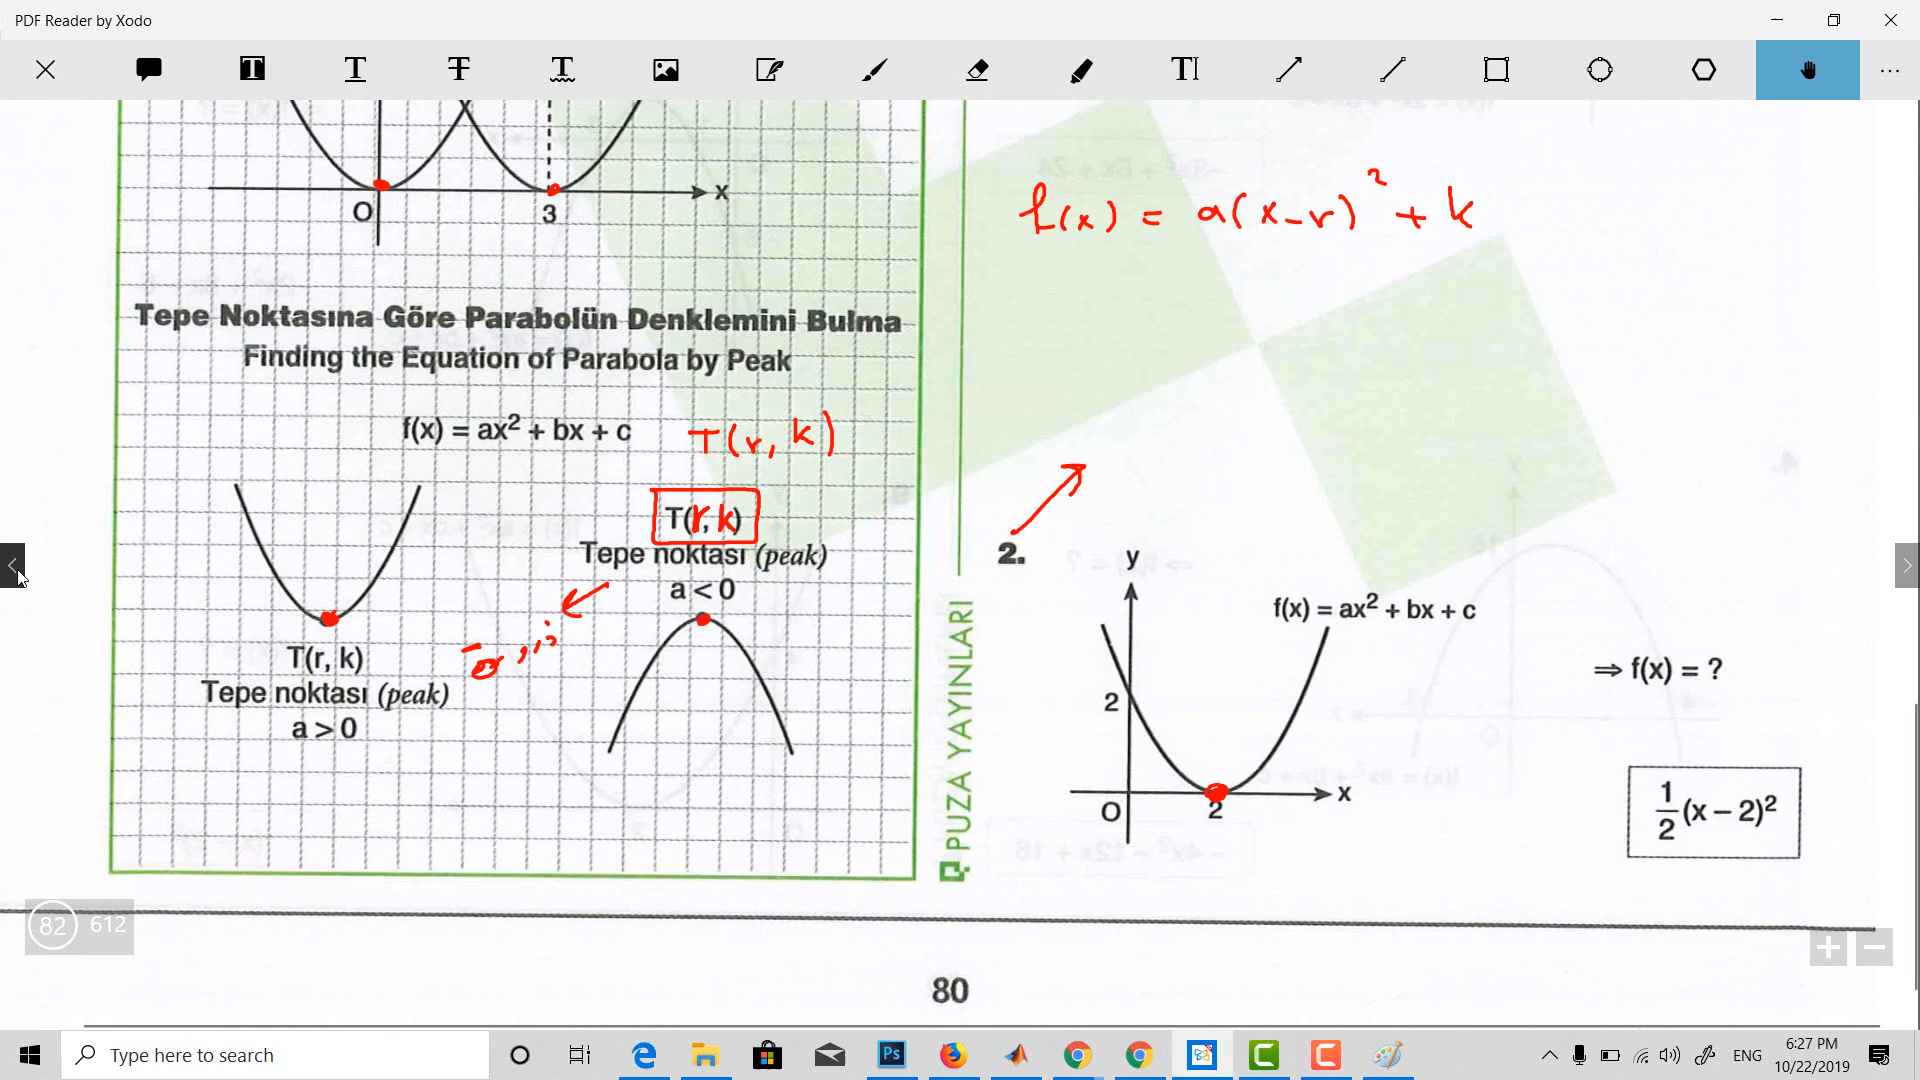 PDF Reader by Xodo
x
O
3
Tepe Noktasına Göre Parabolün Denklemini Bulma
Finding the Equation of Parabola by Peak
f(x) = ax² + bx + c
T(r, k)
T(r, k)
Tepe noktası (peak)
a < 0
T(r, k)
Tepe noktası (peak)
a > 0
PUZA YAYINLARI
f(x) = a(x-r)² + k
2.
y
f(x) = ax² + bx + c
2
⇒ f(x) = ?
x
O
2
1/2 (x – 2)²
82 612
80
Type here to search
Ps
ENG
6:27 PM
10/22/2019